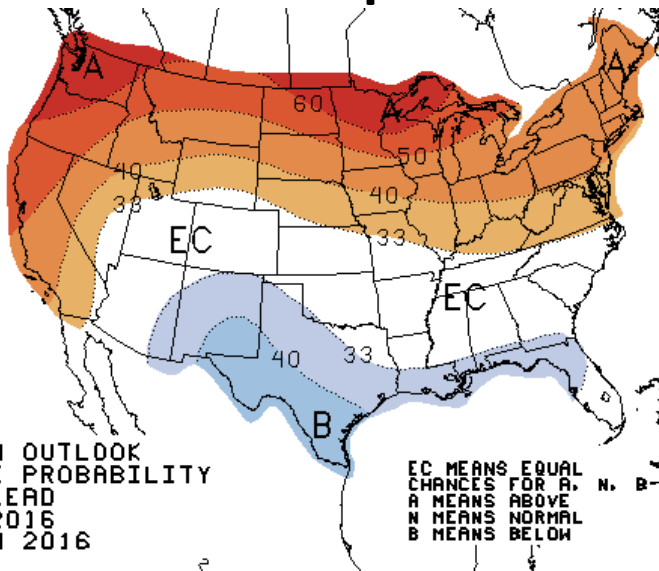 A
A
A
60
50
40
40
33
33
EC
EC
40
33
B
OUTLOOK
PROBABILITY
LEAD
2016
2016
EC MEANS EQUAL
CHANCES FOR A, N, B
A MEANS ABOVE
N MEANS NORMAL
B MEANS BELOW